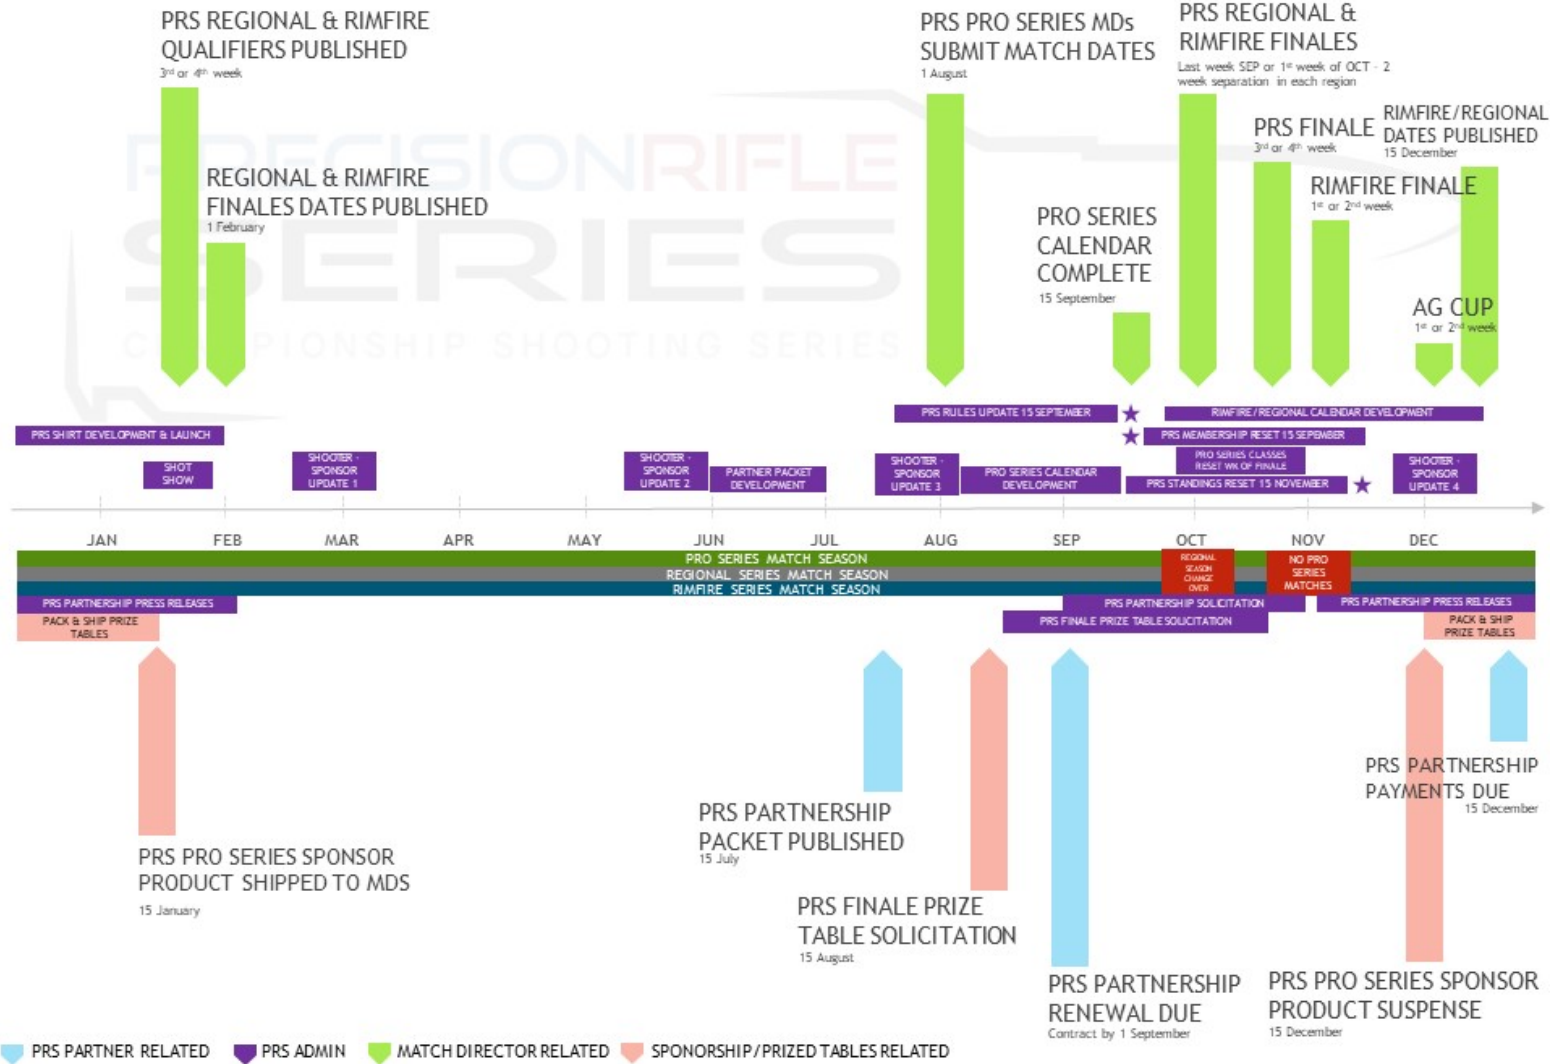 PRS REGIONAL & RIMFIRE
QUALIFIERS PUBLISHED
3rd or 4th week
REGIONAL & RIMFIRE
FINALES DATES PUBLISHED
1 February
PRS PRO SERIES MDs
SUBMIT MATCH DATES
1 August
PRO SERIES
CALENDAR
COMPLETE
15 September
PRS REGIONAL &
RIMFIRE FINALES
Last week SEP or 1st week of OCT - 2
week separation in each region
PRS FINALE
3rd or 4th week
RIMFIRE/REGIONAL
DATES PUBLISHED
15 December
RIMFIRE FINALE
1st or 2nd week
AG CUP
1st or 2nd week
PRECISIONRIFLE
SERIES
CHAMPIONSHIP SHOOTING SERIES
PRS RULES UPDATE 15 SEPTEMBER
RIMFIRE/REGIONAL CALENDAR DEVELOPMENT
PRS SHIRT DEVELOPMENT & LAUNCH
PRS MEMBERSHIP RESET 15 SEPEMBER
SHOT
SHOW
SHOOTER -
SPONSOR
UPDATE 1
SHOOTER -
SPONSOR
UPDATE 2
PARTNER PACKET
DEVELOPMENT
SHOOTER -
SPONSOR
UPDATE 3
PRO SERIES CALENDAR
DEVELOPMENT
PRO SERIES CLASSES
RESET WK OF FINALE
PRS STANDINGS RESET 15 NOVEMBER
SHOOTER -
SPONSOR
UPDATE 4
JAN FEB MAR APR MAY JUN JUL AUG SEP OCT NOV DEC
PRO SERIES MATCH SEASON
REGIONAL SERIES MATCH SEASON
RIMFIRE SERIES MATCH SEASON
REGIONAL
SEASON
CHANGE
OVER
NO PRO
SERIES
MATCHES
PRS PARTNERSHIP PRESS RELEASES
PRS PARTNERSHIP SOLICITATION
PRS PARTNERSHIP PRESS RELEASES
PACK & SHIP PRIZE
TABLES
PRS FINALE PRIZE TABLE SOLICITATION
PACK & SHIP
PRIZE TABLES
PRS PRO SERIES SPONSOR
PRODUCT SHIPPED TO MDS
15 January
PRS PARTNERSHIP
PACKET PUBLISHED
15 July
PRS FINALE PRIZE
TABLE SOLICITATION
15 August
PRS PARTNERSHIP
RENEWAL DUE
Contract by 1 September
PRS PARTNERSHIP
PAYMENTS DUE
15 December
PRS PRO SERIES SPONSOR
PRODUCT SUSPENSE
15 December
PRS PARTNER RELATED
PRS ADMIN
MATCH DIRECTOR RELATED
SPONORSHIP/PRIZED TABLES RELATED